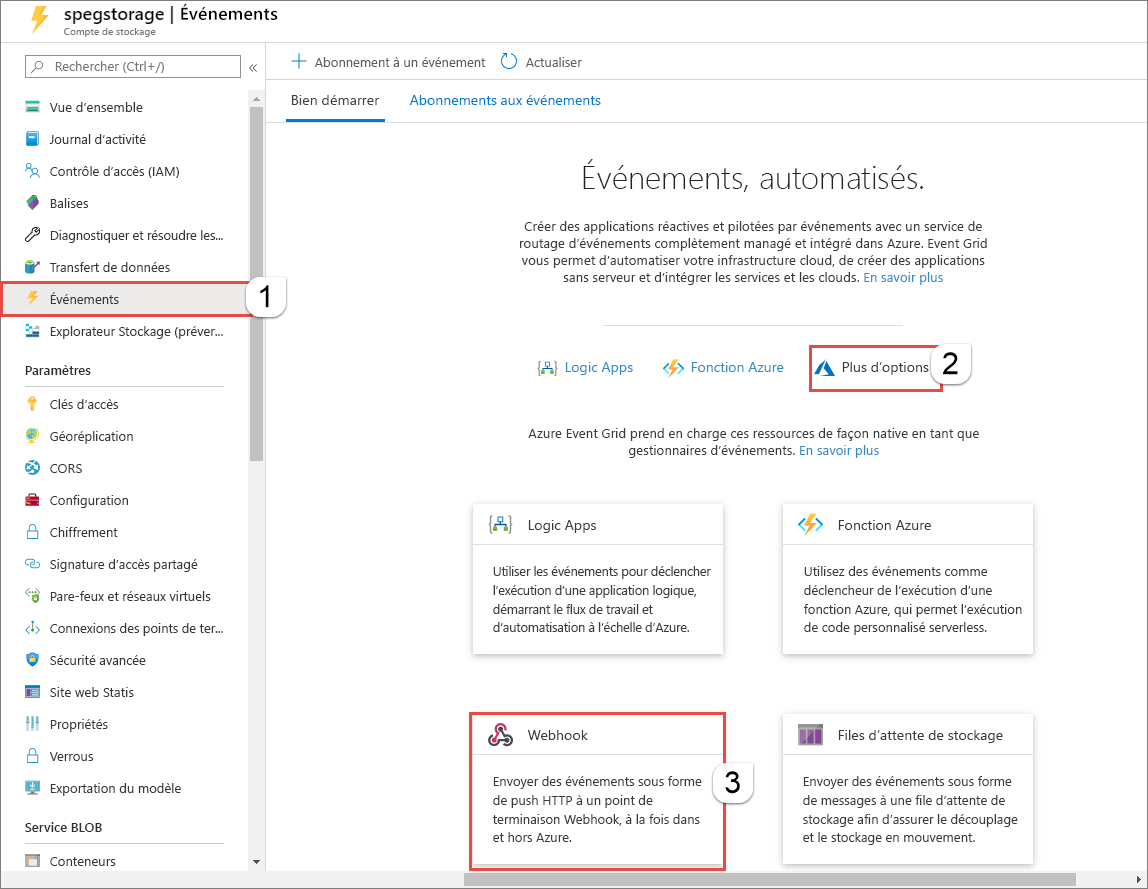 spegstorage | Événements
Compte de stockage
Rechercher (Ctrl+/)
«
Vue d'ensemble
Journal d'activité
Contrôle d'accès (IAM)
Balises
Diagnostiquer et résoudre les...
Transfert de données
Événements
1
Explorateur Stockage (préver...
Paramètres
Clés d'accès
Géoréplication
CORS
Configuration
Chiffrement
Signature d'accès partagé
Pare-feux et réseaux virtuels
Connexions des points de ter...
Sécurité avancée
Site web Statis
Propriétés
Verrous
Exportation du modèle
Service BLOB
Conteneurs
Abonnement à un événement
Actualiser
Bien démarrer
Abonnements aux événements
Événements, automatisés.
Créer des applications réactives et pilotées par événements avec un service de
routage d'événements complètement managé et intégré dans Azure. Event Grid
vous permet d'automatiser votre infrastructure cloud, de créer des applications
sans serveur et d'intégrer les services et les clouds. En savoir plus
Logic Apps
Fonction Azure
Plus d'options
2
Azure Event Grid prend en charge ces ressources de façon native en tant que
gestionnaires d'événements. En savoir plus
Logic Apps
Utiliser les événements pour déclencher
l'exécution d'une application logique,
démarrant le flux de travail et
d'automatisation à l'échelle d'Azure.
Fonction Azure
Utilisez des événements comme
déclencheur de l'exécution d'une
fonction Azure, qui permet l'exécution
de code personnalisé serverless.
Webhook
Envoyer des événements sous forme
de push HTTP à un point de
terminaison Webhook, à la fois dans
et hors Azure.
3
Files d'attente de stockage
Envoyer des événements sous forme
de messages à une file d'attente de
stockage afin d'assurer le découplage
et le stockage en mouvement.